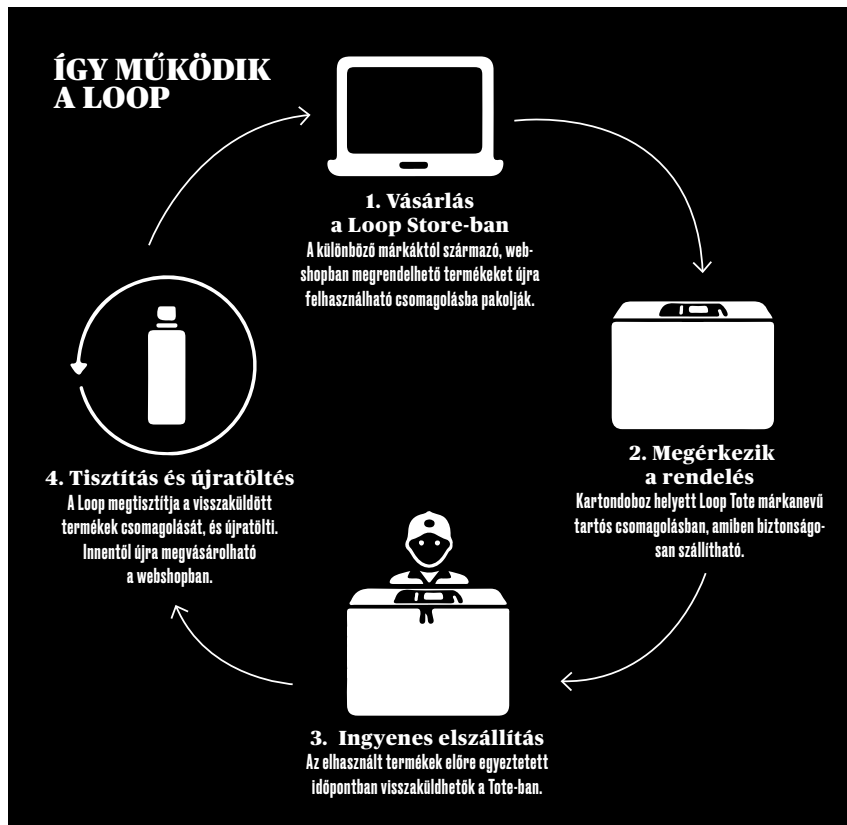 ÍGY MŰKÖDIK
A LOOP
1. Vásárlás
a Loop Store-ban
A különböző márkáktól származó, web-
shopban megrendelhető termékeket újra
felhasználható csomagolásba pakolják.
2. Megérkezik
a rendelés
Kartondoboz helyett Loop Tote márkanevű
tartós csomagolásban, amiben biztonságo-
san szállítható.
3. Ingyenes elszállítás
Az elhasznált termékek előre egyeztetett
időpontban visszaküldhetők a Tote-ban.
4. Tisztítás és újratöltés
A Loop megtisztítja a visszaküldött
termékek csomagolását, és újratölti.
Innentől újra megvásárolható
a webshopban.